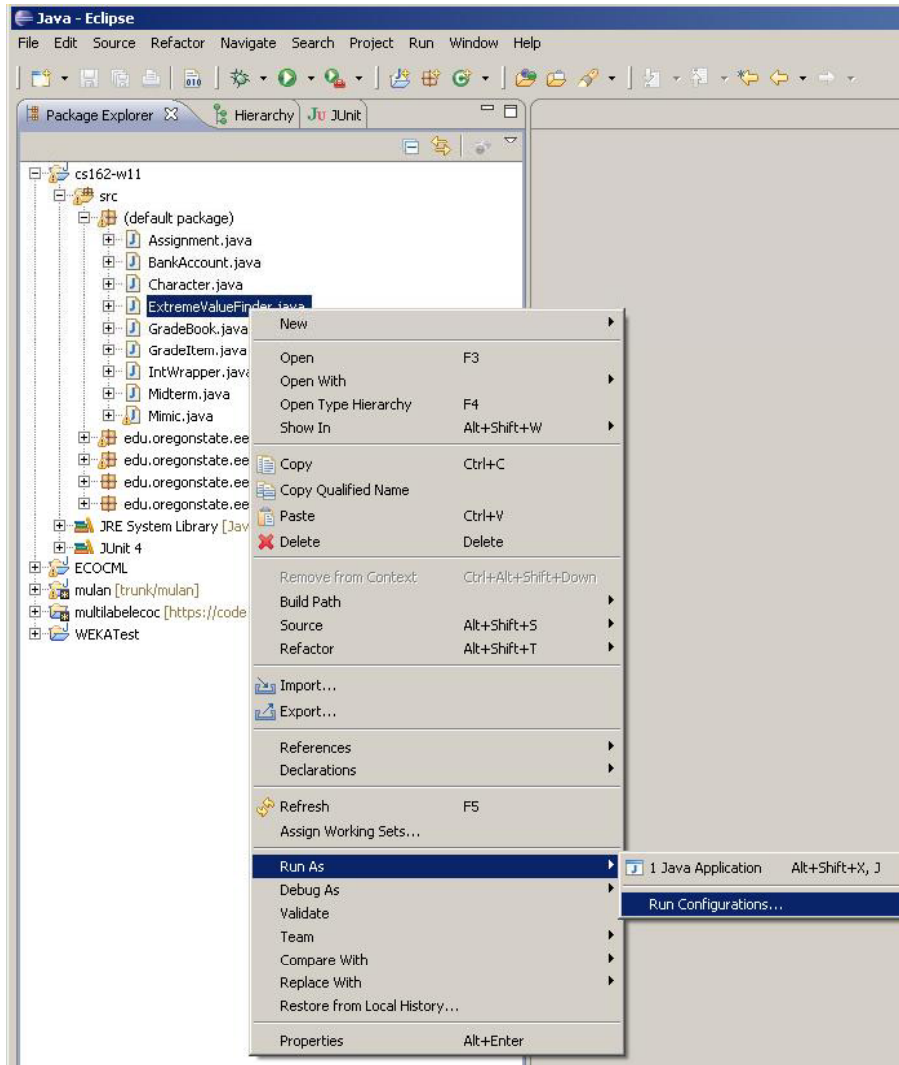 Java - Eclipse
File Edit Source Refactor Navigate Search Project Run Window Help
010
Package Explorer Hierarchy JU JUnit
cs162-w11
src
(default package)
J Assignment.java
J BankAccount.java
J Character.java
J ExtremeValueFinder.java
J GradeBook.java
J GradeItem.java
J IntWrapper.java
J Midterm.java
J Mimic.java
edu.oregonstate.ee
edu.oregonstate.ee
edu.oregonstate.ee
edu.oregonstate.ee
JRE System Library [Jav
JUnit 4
ECOCML
mulan [trunk/mulan]
multilabelecoc [https://code
WEKATest
New
Open F3
Open With
Open Type Hierarchy F4
Show In Alt+Shift+W
Copy Ctrl+C
Copy Qualified Name
Paste Ctrl+V
Delete Delete
Remove from Context Ctrl+Alt+Shift+Down
Build Path
Source Alt+Shift+S
Refactor Alt+Shift+T
Import...
Export...
References
Declarations
Refresh F5
Assign Working Sets...
Run As
Debug As
Validate
Team
Compare With
Replace With
Restore from Local History...
Properties Alt+Enter
J 1 Java Application Alt+Shift+X, J
Run Configurations...